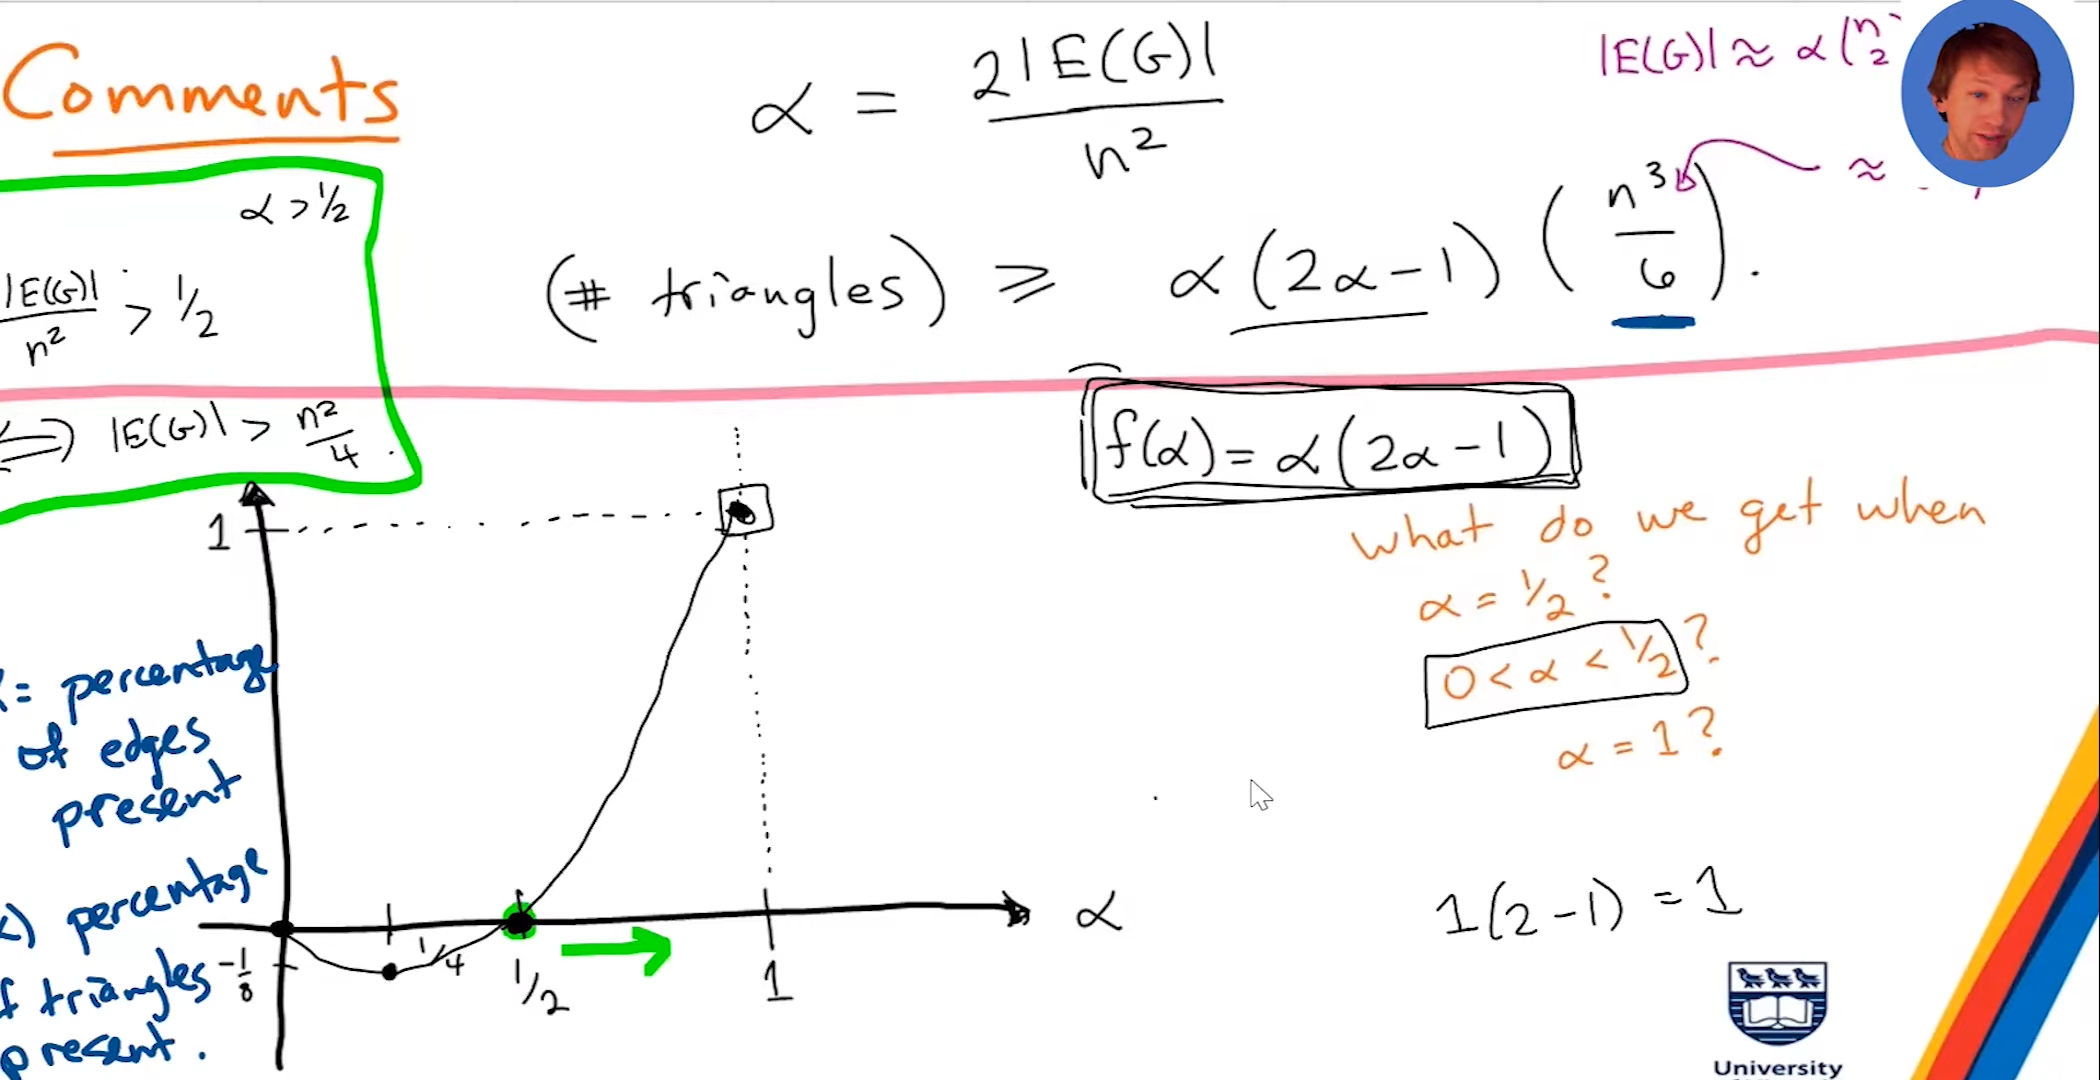 Comments
α = 2|E(G)| / n²
|E(G)| ≈ α (n 2
α > 1/2
|E(G)| / n² > 1/2
⟺ |E(G)| > n²/4 .
(# triangles) ≥ α(2α-1) (n³/6) .
≈
f(α) = α(2α-1)
what do we get when
α = 1/2 ?
0 < α < 1/2 ?
α = 1 ?
1(2-1) = 1
1
-1/8
1/4
1/2
1
α
= percentage
of edges
present
) percentage
f triangles
present.
University